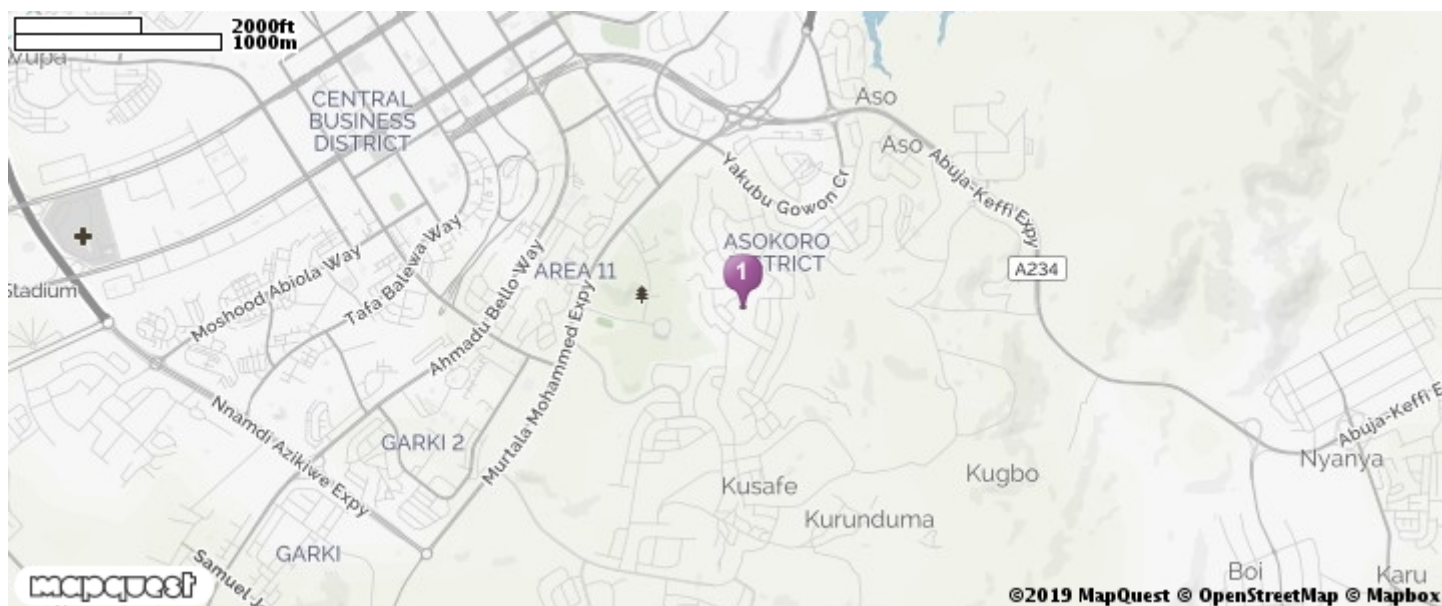 2000ft
1000m
Wupa
CENTRAL
BUSINESS
DISTRICT
Aso
Aso
Yakubu Gowon Cr
Abuja-Keffi Expy
ASOKORO
DISTRICT
1
A234
AREA 11
Stadium
Moshood Abiola Way
Tafa Balewa Way
Ahmadu Bello Way
Murtala Mohammed Expy
Nnamdi Azikiwe Expy
GARKI 2
Abuja-Keffi E
Nyanya
Kugbo
Kusafe
Kurunduma
GARKI
Samuel J
Boi
Karu
mapquest
©2019 MapQuest © OpenStreetMap © Mapbox